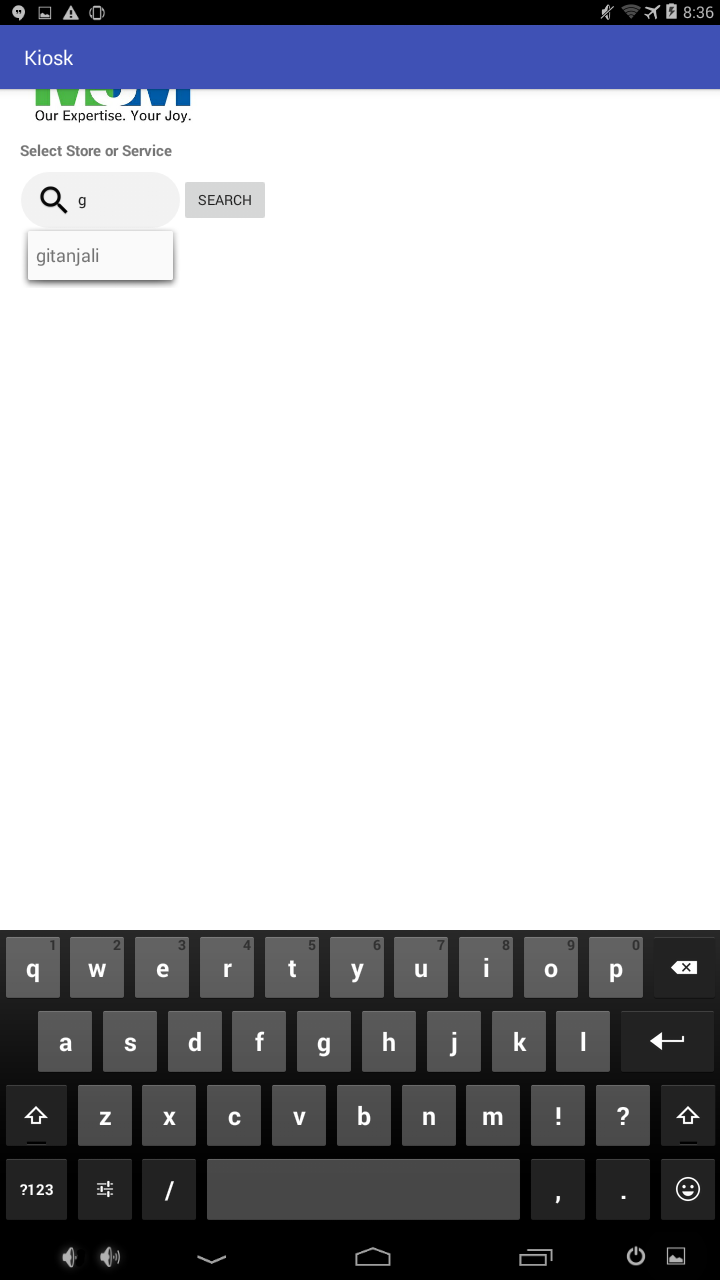 8:36
Kiosk
Our Expertise. Your Joy.
Select Store or Service
g
SEARCH
gitanjali
1 2 3 4 5 6 7 8 9 0
q w e r t y u i o p
a s d f g h j k l
z x c v b n m ! ?
?123 / , .